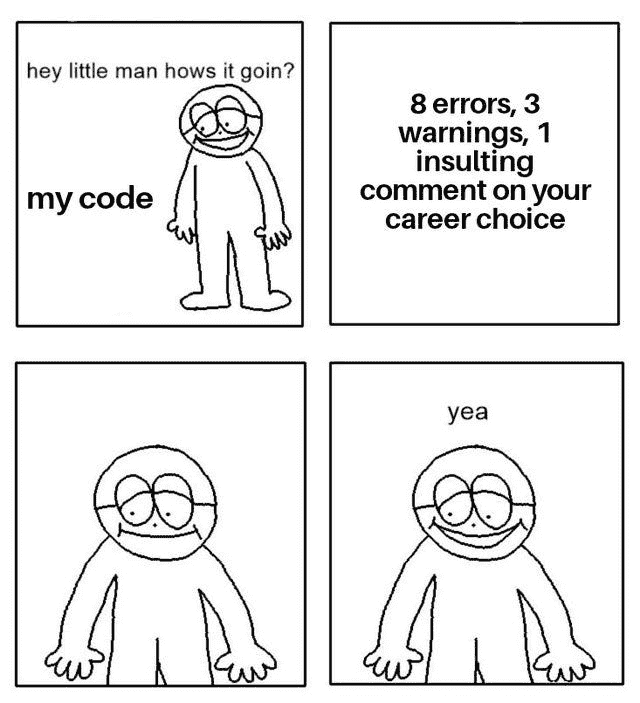 hey little man hows it goin?
my code
8 errors, 3
warnings, 1
insulting
comment on your
career choice
yea